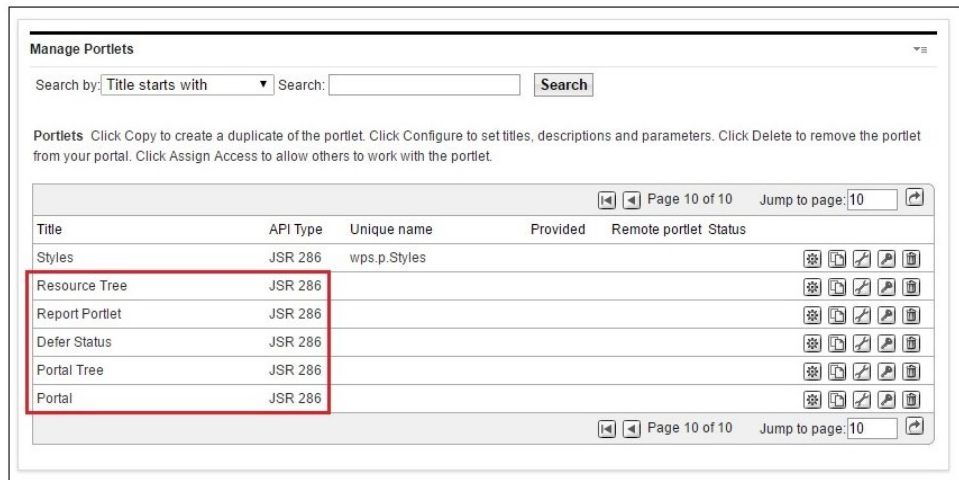 Manage Portlets
Search by: Title starts with Search: Search
Portlets Click Copy to create a duplicate of the portlet. Click Configure to set titles, descriptions and parameters. Click Delete to remove the portlet
from your portal. Click Assign Access to allow others to work with the portlet.
Page 10 of 10 Jump to page: 10
Title API Type Unique name Provided Remote portlet Status
Styles JSR 286 wps.p.Styles
Resource Tree JSR 286
Report Portlet JSR 286
Defer Status JSR 286
Portal Tree JSR 286
Portal JSR 286
Page 10 of 10 Jump to page: 10